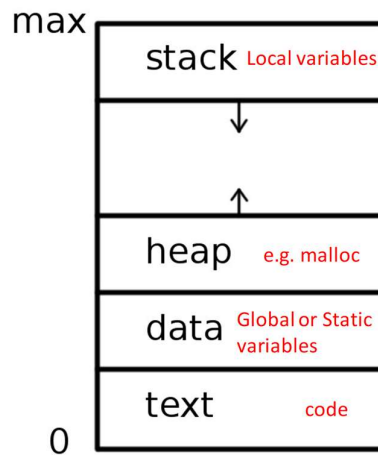 max
stack Local variables
heap e.g. malloc
data Global or Static
variables
text code
0